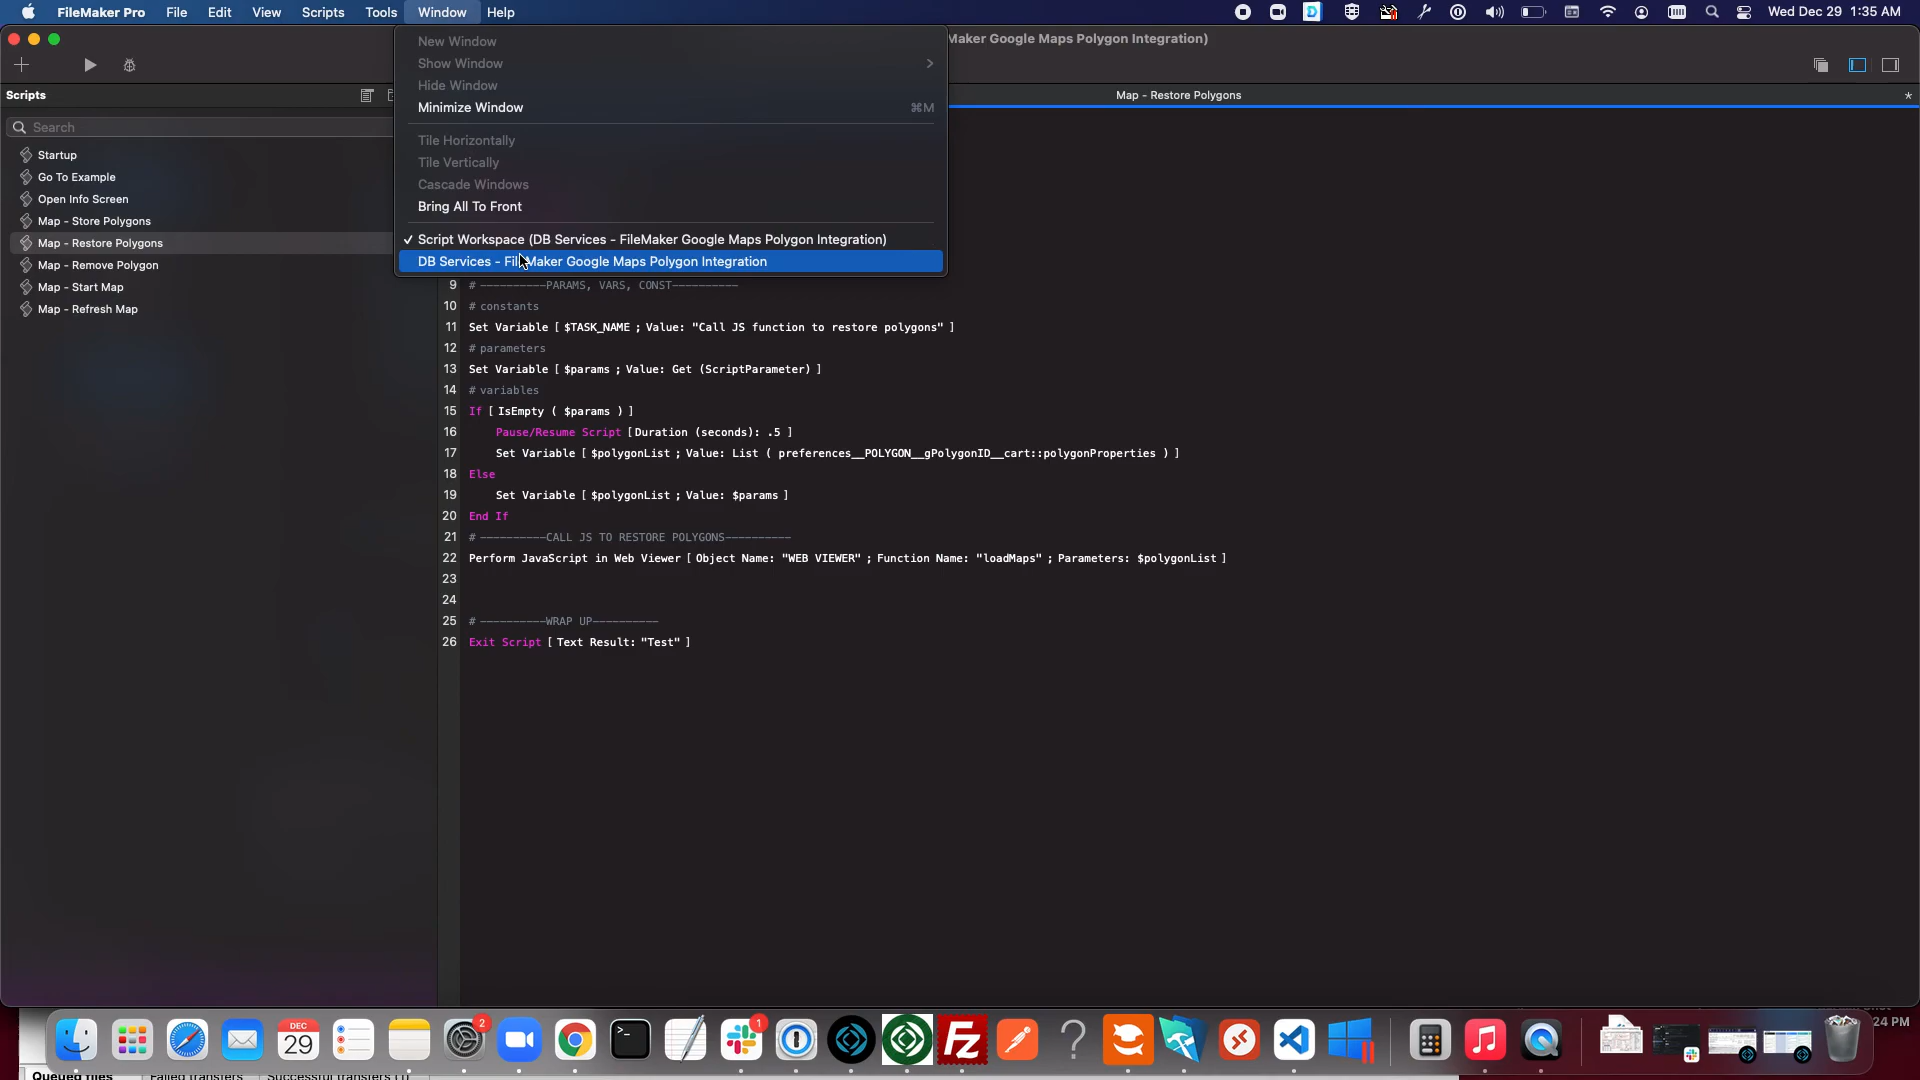 FileMaker Pro File Edit View Scripts Tools Window Help Wed Dec 29 1:35 AM
Maker Google Maps Polygon Integration)
Scripts
Search
Startup
Go To Example
Open Info Screen
Map - Store Polygons
Map - Restore Polygons
Map - Remove Polygon
Map - Start Map
Map - Refresh Map
New Window
Show Window
Hide Window
Minimize Window ⌘M
Tile Horizontally
Tile Vertically
Cascade Windows
Bring All To Front
✓ Script Workspace (DB Services - FileMaker Google Maps Polygon Integration)
DB Services - FileMaker Google Maps Polygon Integration
Map - Restore Polygons *
9 # ----------PARAMS, VARS, CONST----------
10 # constants
11 Set Variable [ $TASK_NAME ; Value: "Call JS function to restore polygons" ]
12 # parameters
13 Set Variable [ $params ; Value: Get (ScriptParameter) ]
14 # variables
15 If [ IsEmpty ( $params ) ]
16 Pause/Resume Script [ Duration (seconds): .5 ]
17 Set Variable [ $polygonList ; Value: List ( preferences__POLYGON__gPolygonID__cart::polygonProperties ) ]
18 Else
19 Set Variable [ $polygonList ; Value: $params ]
20 End If
21 # ----------CALL JS TO RESTORE POLYGONS----------
22 Perform JavaScript in Web Viewer [ Object Name: "WEB VIEWER" ; Function Name: "loadMaps" ; Parameters: $polygonList ]
23
24
25 # ----------WRAP UP----------
26 Exit Script [ Text Result: "Test" ]
DEC
29
2
1
24 PM
Queued files Failed transfers Successful transfers (1)